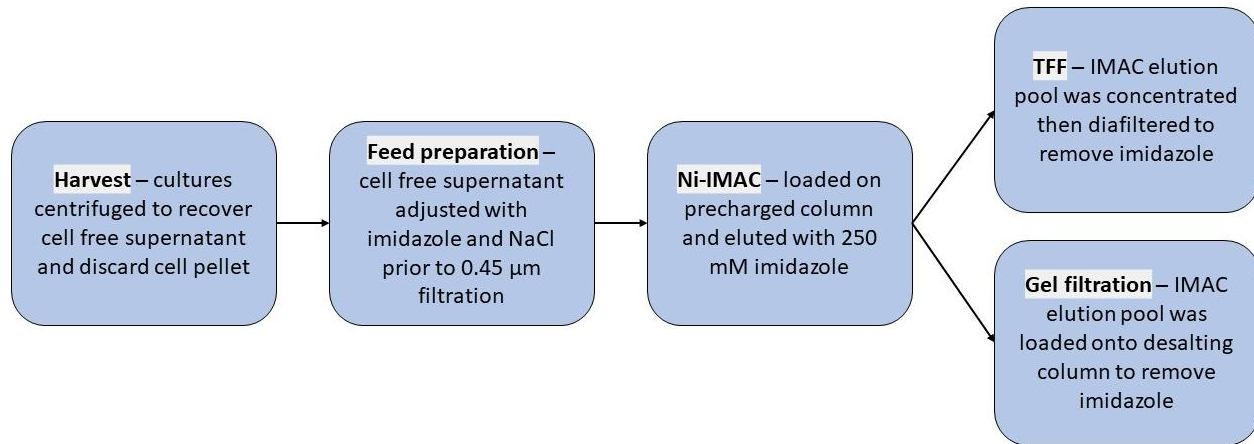 Harvest – cultures
centrifuged to recover
cell free supernatant
and discard cell pellet
Feed preparation –
cell free supernatant
adjusted with
imidazole and NaCl
prior to 0.45 µm
filtration
Ni-IMAC – loaded on
precharged column
and eluted with 250
mM imidazole
TFF – IMAC elution
pool was concentrated
then diafiltered to
remove imidazole
Gel filtration – IMAC
elution pool was
loaded onto desalting
column to remove
imidazole